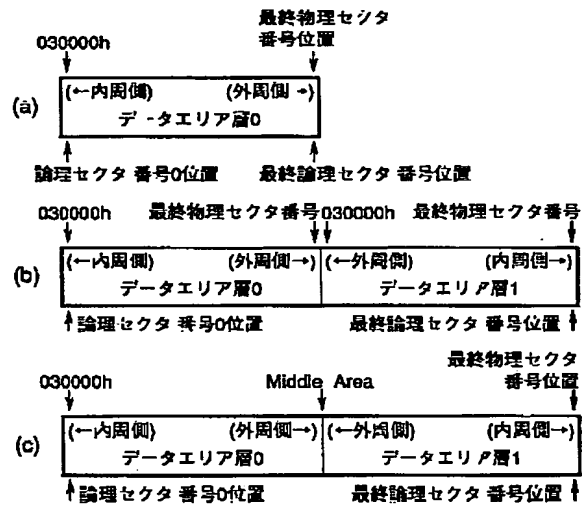 最終物理セクタ
番号位置
030000h
(a)
(←内周側) (外周側→)
データエリア層0
論理セクタ 番号0位置 最終論理セクタ 番号位置
030000h 最終物理セクタ番号 030000h 最終物理セクタ番号
(b)
(←内周側) (外周側→) (←外周側) (内周側→)
データエリア層0 データエリア層1
論理セクタ 番号0位置 最終論理セクタ 番号位置
最終物理セクタ
番号位置
030000h Middle Area
(c)
(←内周側) (外周側→) (←外周側) (内周側→)
データエリア層0 データエリア層1
論理セクタ 番号0位置 最終論理セクタ 番号位置